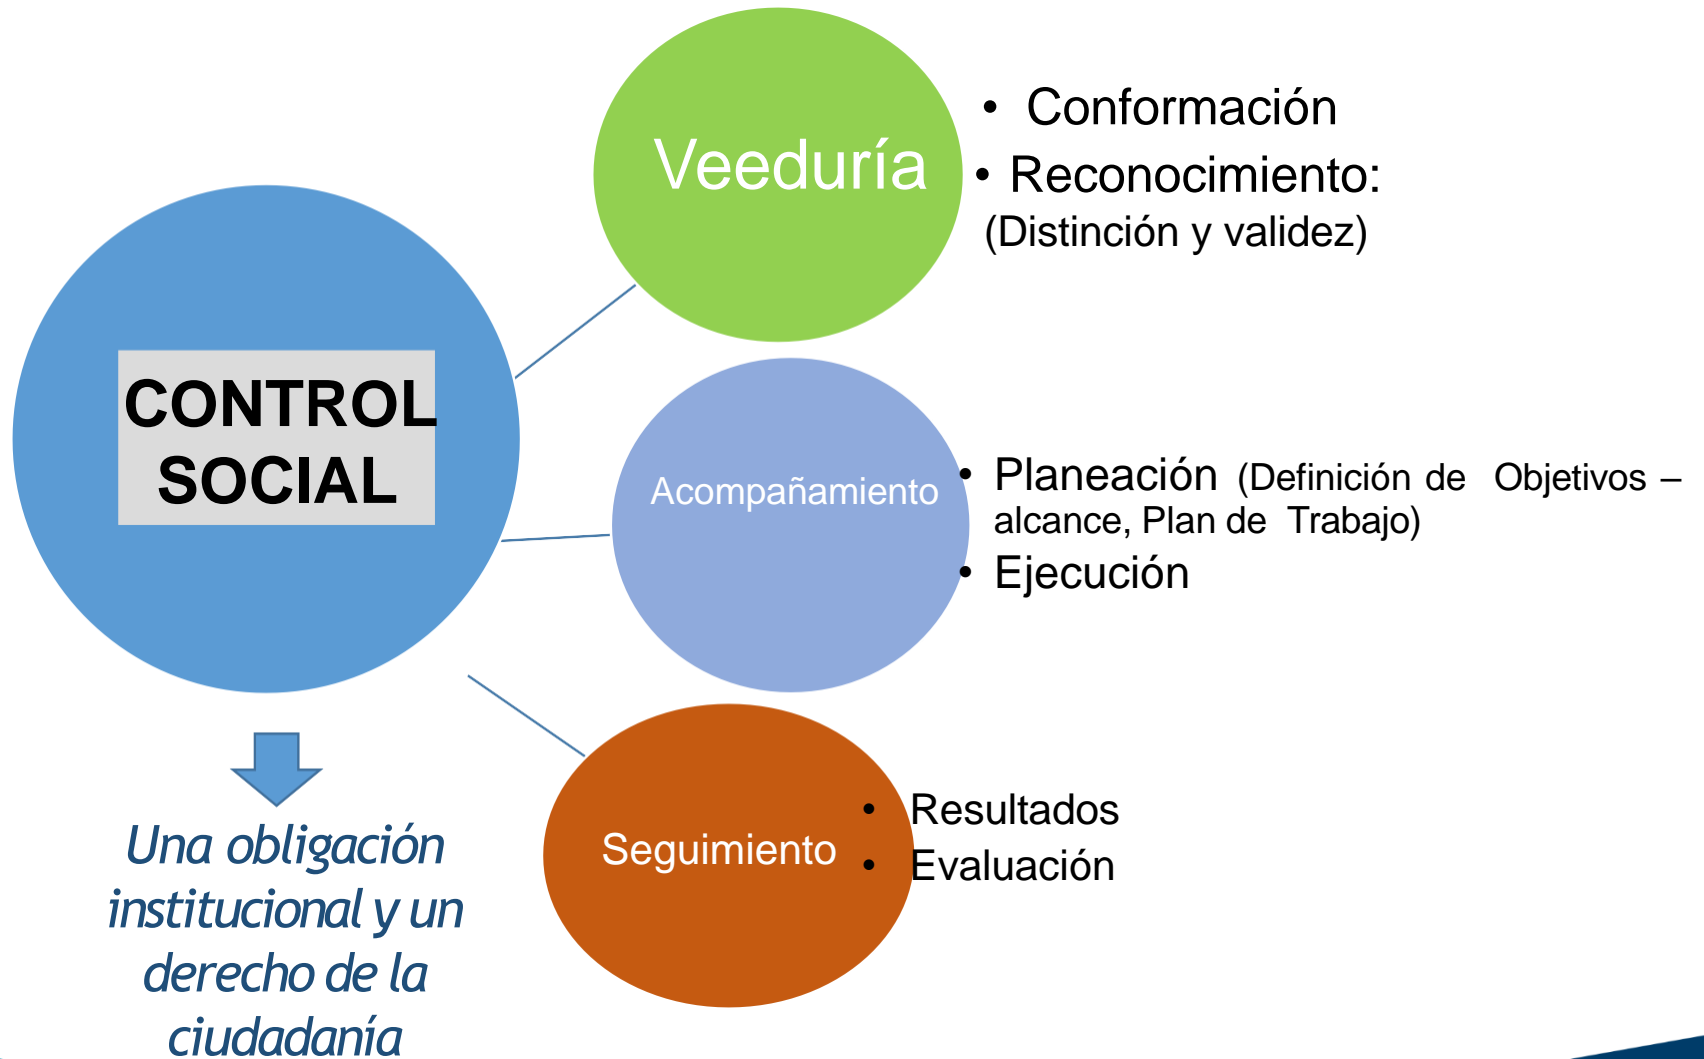 CONTROL
SOCIAL
Una obligación
institucional y un
derecho de la
ciudadanía
Veeduría
• Conformación
• Reconocimiento:
(Distinción y validez)
Acompañamiento
• Planeación (Definición de Objetivos –
alcance, Plan de Trabajo)
• Ejecución
Seguimiento
• Resultados
• Evaluación